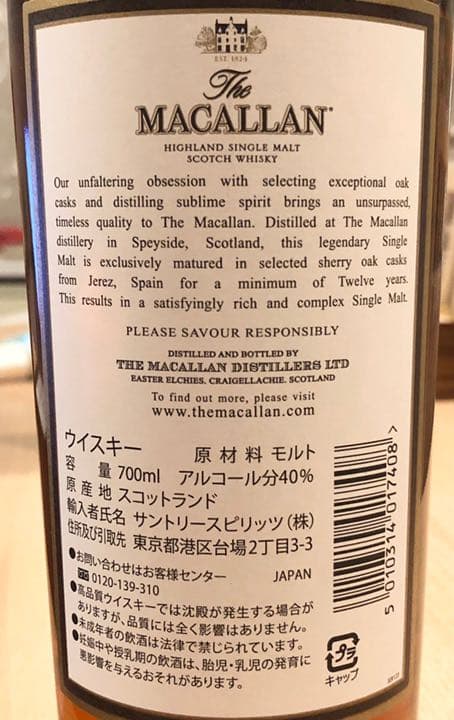 EST. 1824
The
MACALLAN
HIGHLAND SINGLE MALT
SCOTCH WHISKY
Our unfaltering obsession with selecting exceptional oak
casks and distilling sublime spirit brings an unsurpassed,
timeless quality to The Macallan. Distilled at The Macallan
distillery in Speyside, Scotland, this legendary Single
Malt is exclusively matured in selected sherry oak casks
from Jerez, Spain for a minimum of Twelve years.
This results in a satisfyingly rich and complex Single Malt.
PLEASE SAVOUR RESPONSIBLY
DISTILLED AND BOTTLED BY
THE MACALLAN DISTILLERS LTD
EASTER ELCHIES, CRAIGELLACHIE, SCOTLAND
To find out more, please visit
www.themacallan.com
ウイスキー 原材料 モルト
容量 700ml アルコール分40%
原産地 スコットランド
輸入者氏名 サントリースピリッツ(株)
住所及び引取先 東京都港区台場2丁目3-3
●お問い合わせはお客様センター JAPAN
0120-139-310
●高品質ウイスキーでは沈殿が発生する場合が
ありますが、品質には全く影響はありません。
●未成年者の飲酒は法律で禁じられています。
●妊娠中や授乳期の飲酒は、胎児・乳児の発育に
悪影響を与えるおそれがあります。
5 010314 017408 >
プラ
キャップ